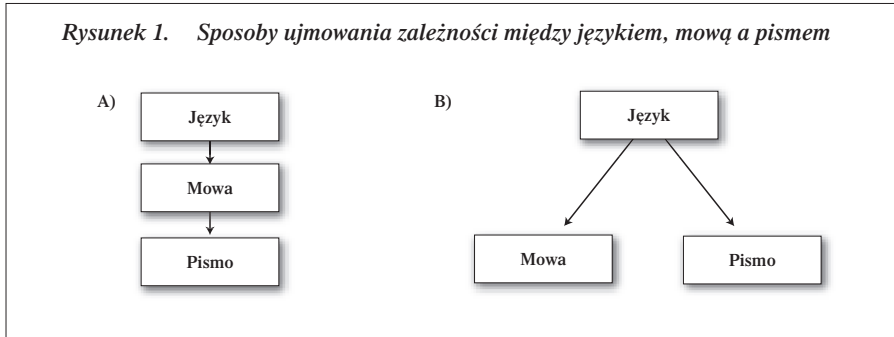 Rysunek 1. Sposoby ujmowania zależności między językiem, mową a pismem
A)
Język
Mowa
Pismo
B)
Język
Mowa
Pismo